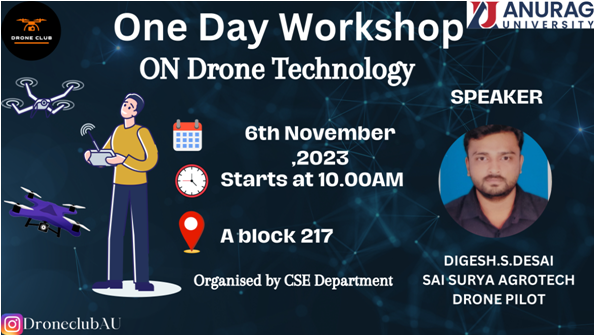 DRONE CLUB
ANURAG
UNIVERSITY
One Day Workshop
ON Drone Technology
SPEAKER
6th November
,2023
Starts at 10.00AM
A block 217
Organised by CSE Department
DIGESH.S.DESAI
SAI SURYA AGROTECH
DRONE PILOT
DroneclubAU